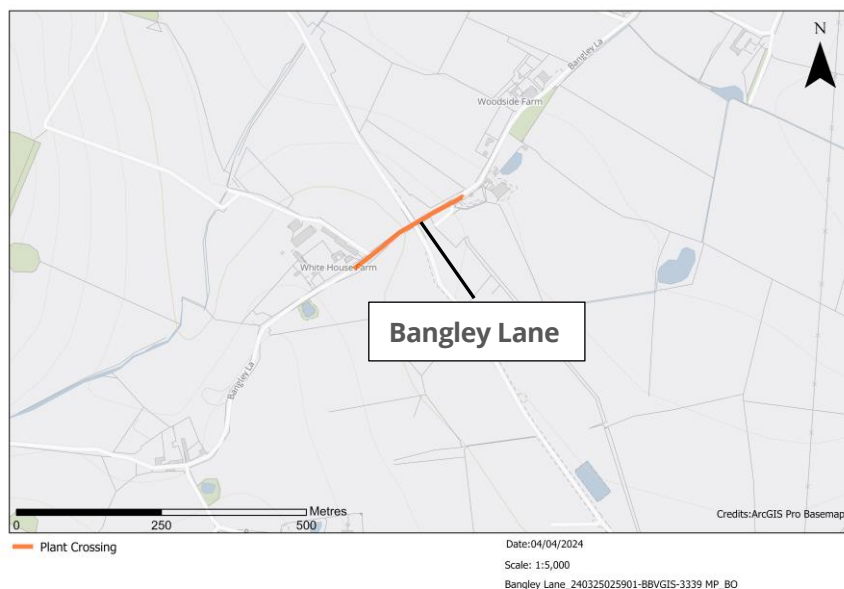 N
Bangley La
Woodside Farm
White House Farm
Bangley Lane
Bangley La
Metres
0 250 500
Credits:ArcGIS Pro Basemap
Plant Crossing
Date:04/04/2024
Scale: 1:5,000
Bangley Lane_240325025901-BBVGIS-3339 MP_BO